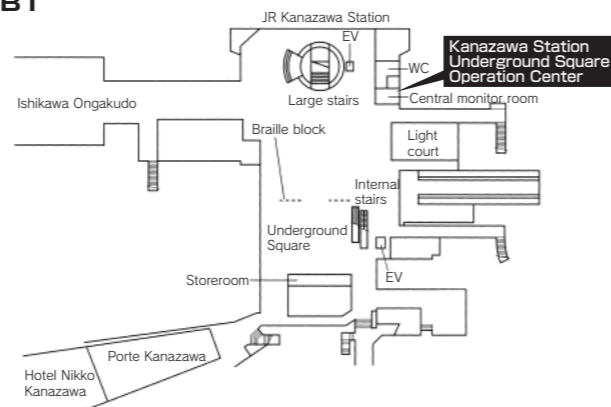 B1
JR Kanazawa Station
EV
Kanazawa Station
Underground Square
Operation Center
WC
Ishikawa Ongakudo
Large stairs
Central monitor room
Braille block
Light
court
Internal
stairs
Underground
Square
Storeroom
EV
Porte Kanazawa
Hotel Nikko
Kanazawa